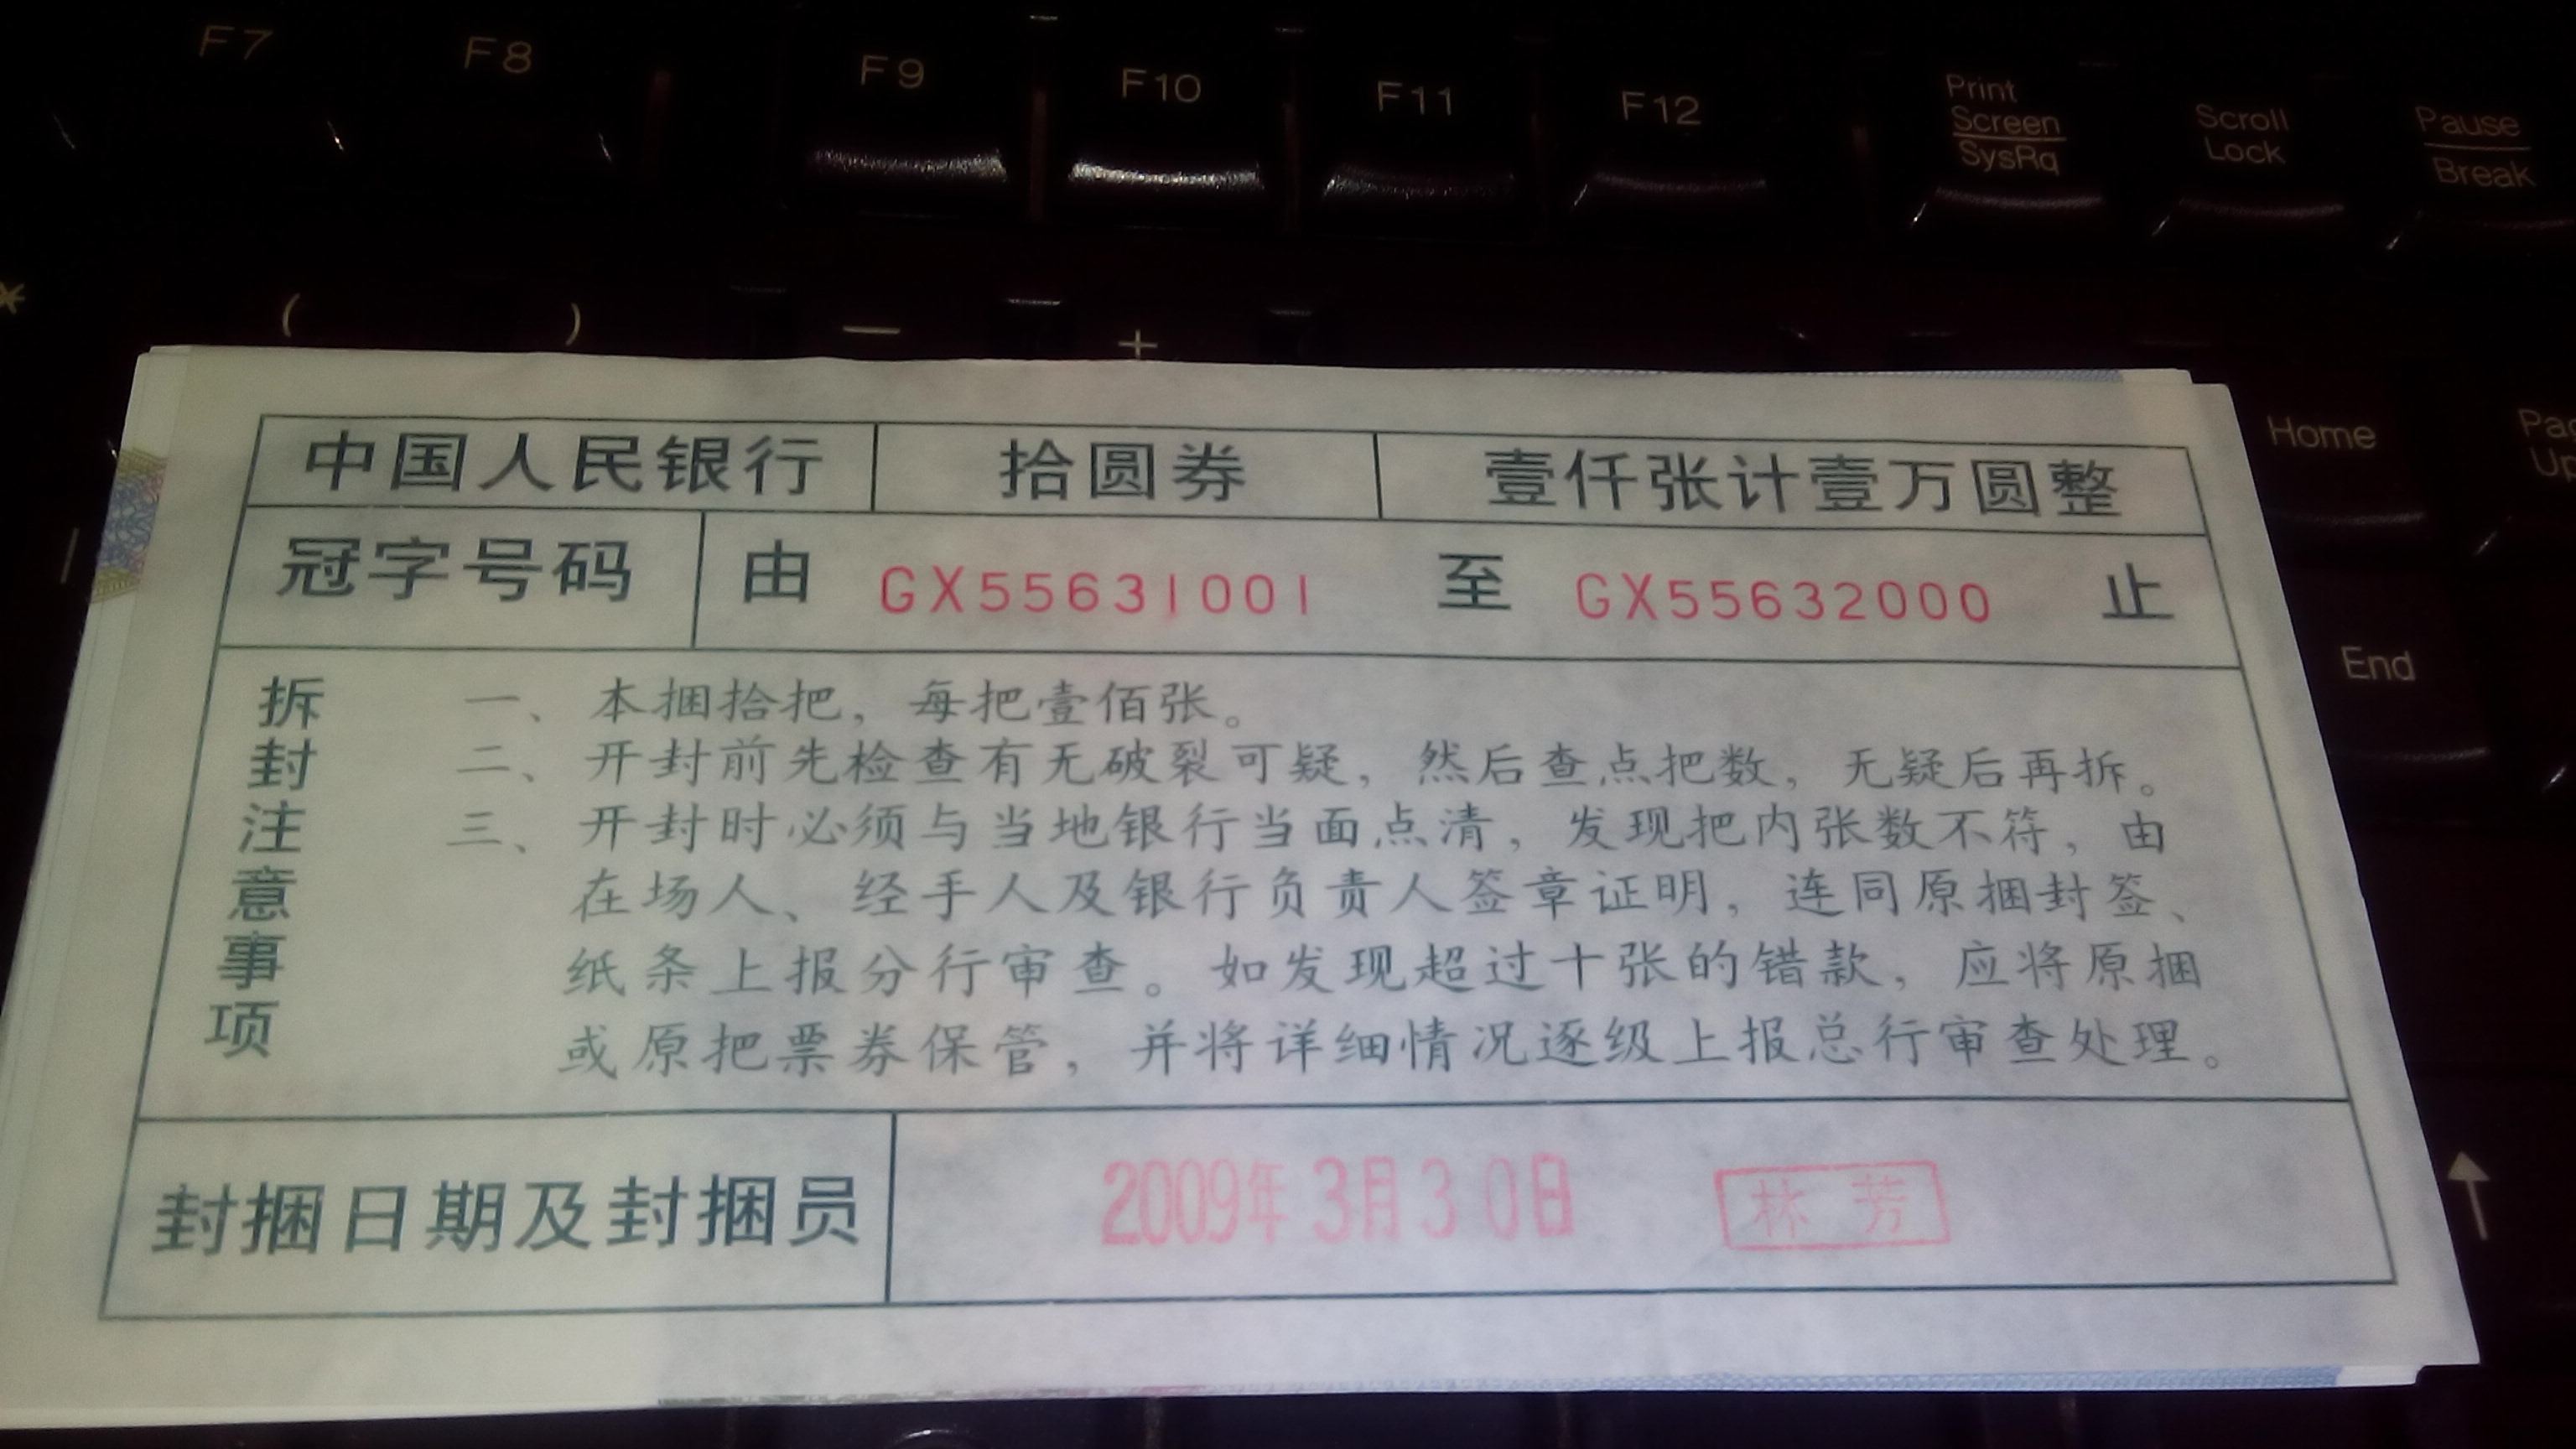 F7 F8 F9 F10 F11 F12 Print Screen SysRq Scroll Lock Pause Break
* ( ) — +
Home
End
中国人民银行 拾圆券 壹仟张计壹万圆整
冠字号码 由 GX55631001 至 GX55632000 止
拆封注意事项
一、本捆拾把，每把壹佰张。
二、开封前先检查有无破裂可疑，然后查点把数，无疑后再拆。
三、开封时必须与当地银行当面点清，发现把内张数不符，由
在场人、经手人及银行负责人签章证明，连同原捆封签、
纸条上报分行审查。如发现超过十张的错款，应将原捆
或原把票券保管，并将详细情况逐级上报总行审查处理。
封捆日期及封捆员 2009年3月30日 林芳